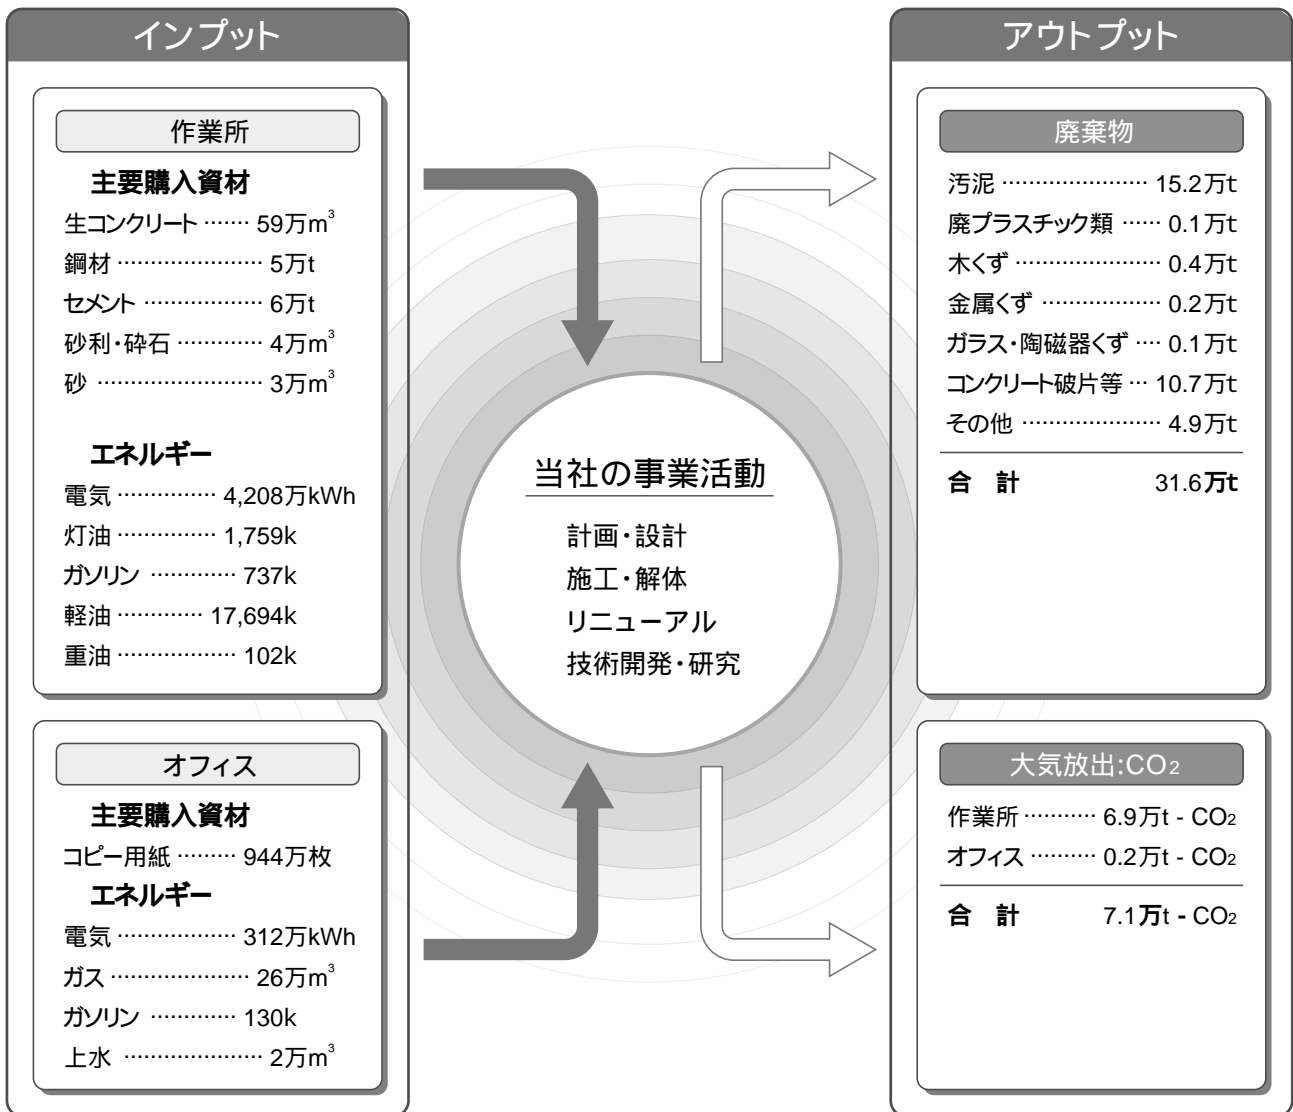 インプット
作業所
主要購入資材
生コンクリート ······· 59万m³
鋼材 ······················ 5万t
セメント ·················· 6万t
砂利・砕石 ············· 4万m³
砂 ························· 3万m³
エネルギー
電気 ··············· 4,208万kWh
灯油 ··············· 1,759k
ガソリン ············· 737k
軽油 ············· 17,694k
重油 ·················· 102k
オフィス
主要購入資材
コピー用紙 ········· 944万枚
エネルギー
電気 ·················· 312万kWh
ガス ····················· 26万m³
ガソリン ············· 130k
上水 ····················· 2万m³
当社の事業活動
計画・設計
施工・解体
リニューアル
技術開発・研究
アウトプット
廃棄物
汚泥 ······················ 15.2万t
廃プラスチック類 ······ 0.1万t
木くず ······················ 0.4万t
金属くず ·················· 0.2万t
ガラス・陶磁器くず ···· 0.1万t
コンクリート破片等 ··· 10.7万t
その他 ····················· 4.9万t
合 計 31.6万t
大気放出:CO₂
作業所 ··········· 6.9万t - CO₂
オフィス ·········· 0.2万t - CO₂
合 計 7.1万t - CO₂